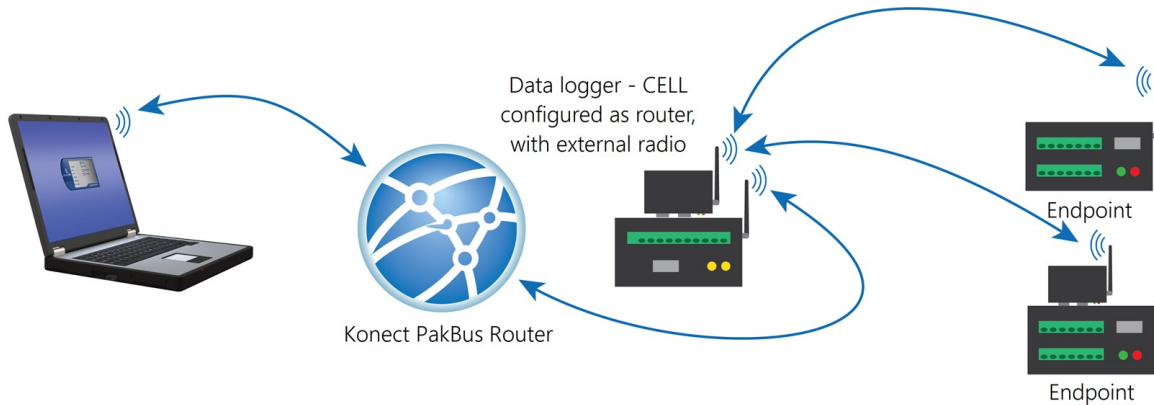 Data logger - CELL
configured as router,
with external radio
Konect PakBus Router
Endpoint
Endpoint